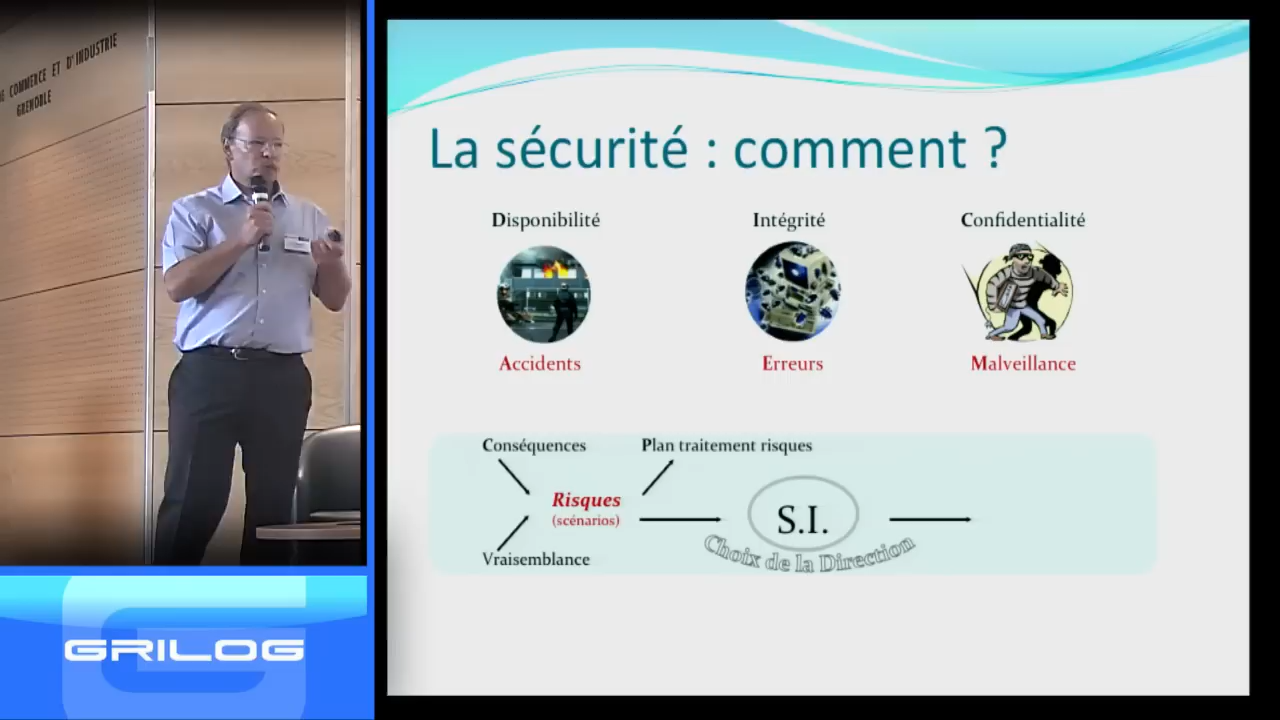 COMMERCE ET D'INDUSTRIE
GRENOBLE
GRILOG
La sécurité : comment ?
Disponibilité
Intégrité
Confidentialité
Accidents
Erreurs
Malveillance
Conséquences
Plan traitement risques
Risques
(scénarios)
S.I.
Choix de la Direction
Vraisemblance